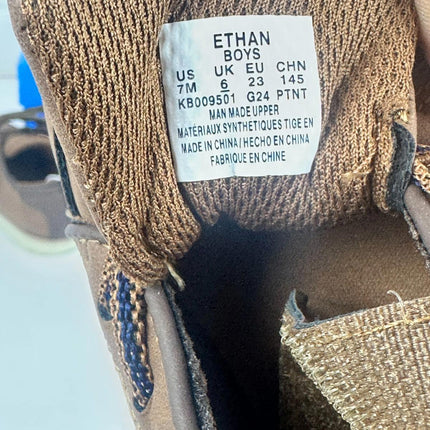 ETHAN
BOYS
US UK EU CHN
7M 6 23 145
KB009501 G24 PTNT
MAN MADE UPPER
MATÉRIAUX SYNTHETIQUES TIGE EN
MADE IN CHINA/HECHO EN CHINA
FABRIQUE EN CHINE